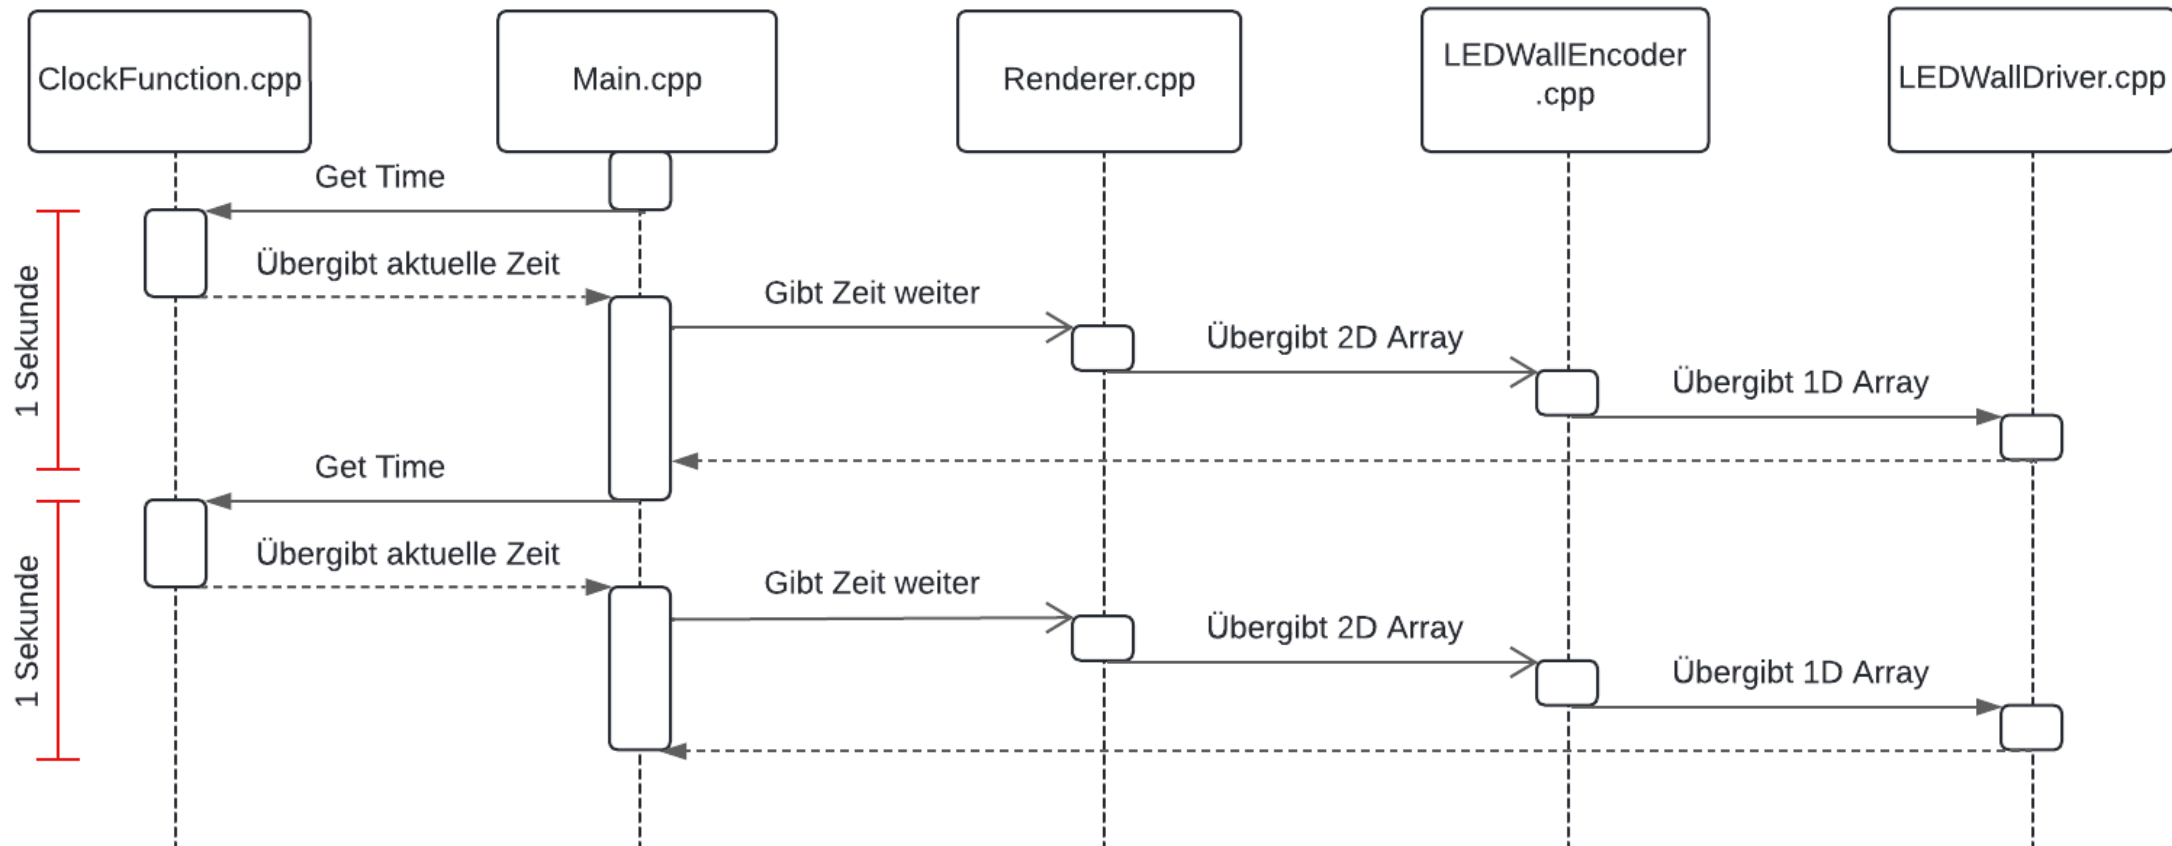 ClockFunction.cpp
Main.cpp
Renderer.cpp
LEDWallEncoder
.cpp
LEDWallDriver.cpp
Get Time
1 Sekunde
Übergibt aktuelle Zeit
Gibt Zeit weiter
Übergibt 2D Array
Übergibt 1D Array
Get Time
1 Sekunde
Übergibt aktuelle Zeit
Gibt Zeit weiter
Übergibt 2D Array
Übergibt 1D Array